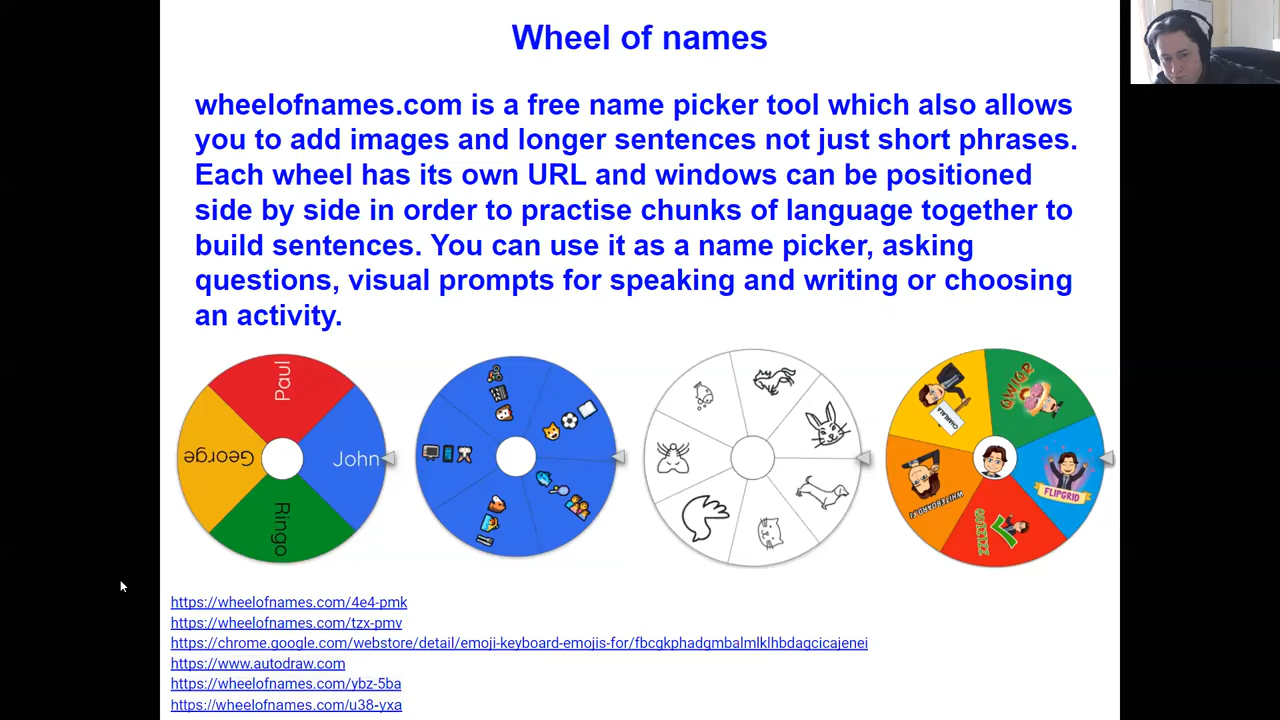 Wheel of names
wheelofnames.com is a free name picker tool which also allows
you to add images and longer sentences not just short phrases.
Each wheel has its own URL and windows can be positioned
side by side in order to practise chunks of language together to
build sentences. You can use it as a name picker, asking
questions, visual prompts for speaking and writing or choosing
an activity.
Paul
George
John
Ringo
QWIQR
FLIPGRID
QUIZIZZ
WHITEBOARD.FI
https://wheelofnames.com/4e4-pmk
https://wheelofnames.com/tzx-pmv
https://chrome.google.com/webstore/detail/emoji-keyboard-emojis-for/fbcgkphadgmbalmlklhbdagcicajenei
https://www.autodraw.com
https://wheelofnames.com/ybz-5ba
https://wheelofnames.com/u38-yxa